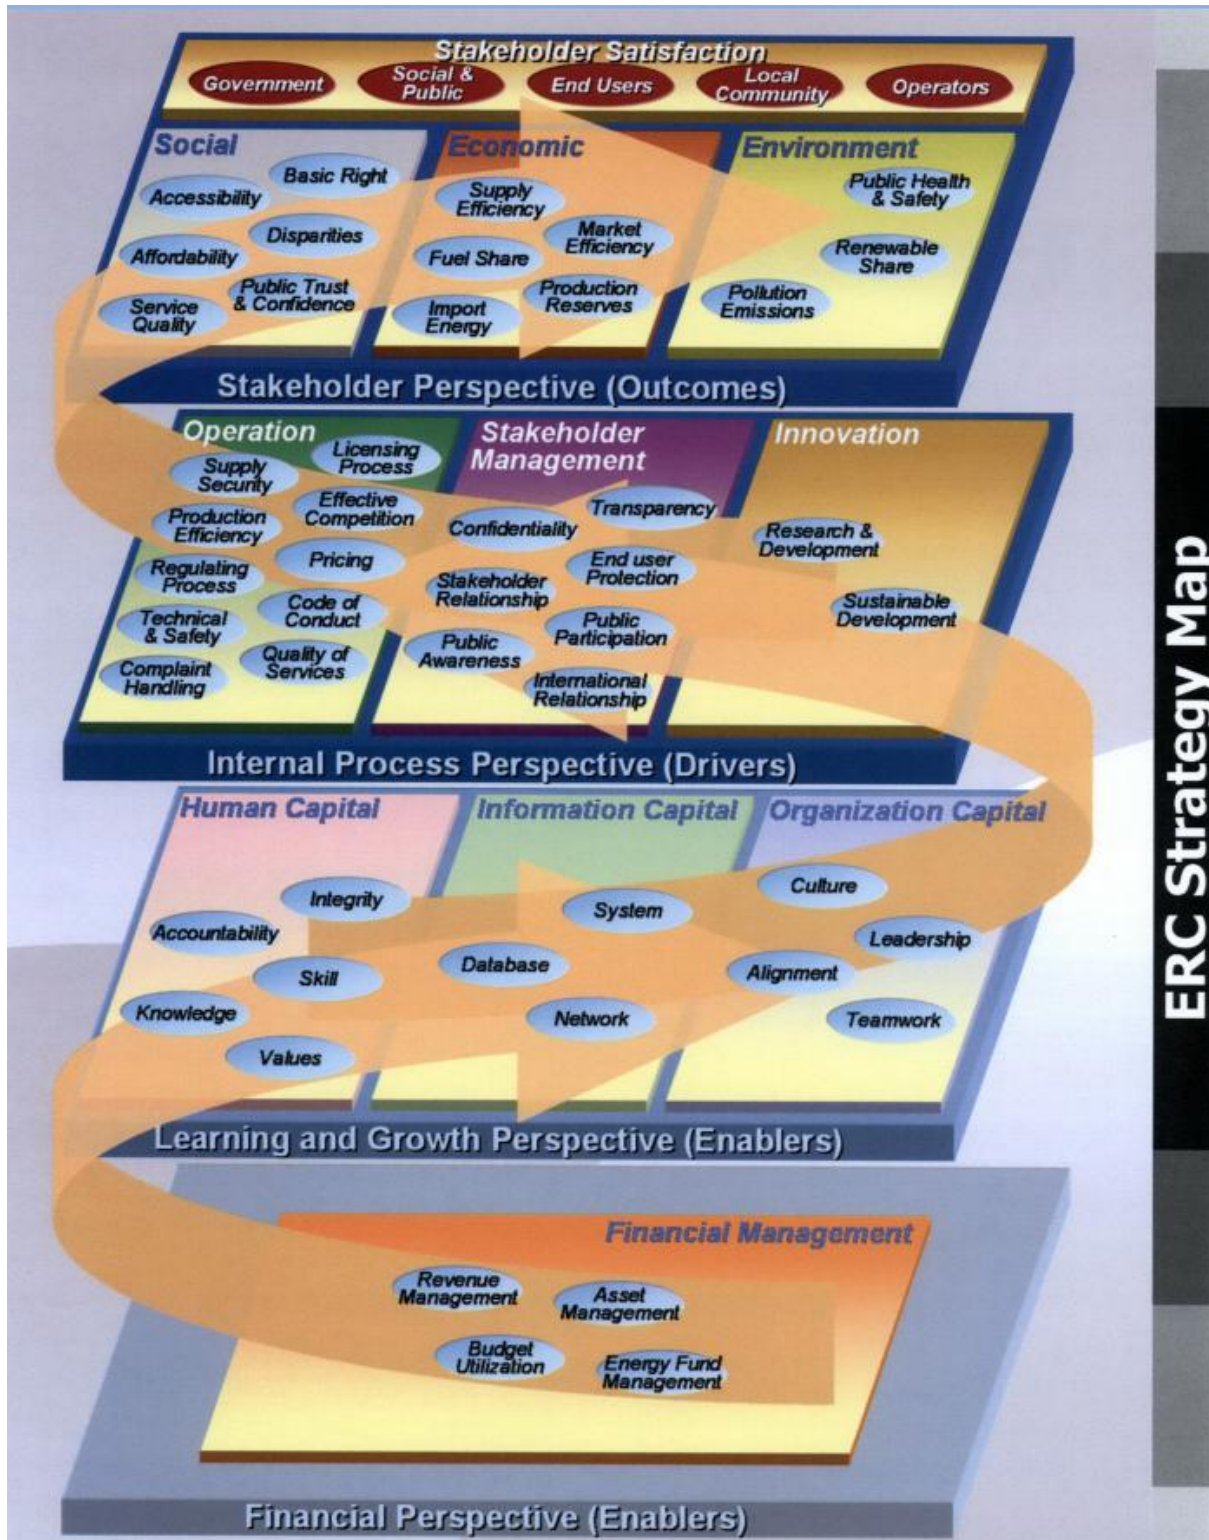 Stakeholder Satisfaction
Government
Social &
Public
End Users
Local
Community
Operators
Social
Basic Right
Accessibility
Disparities
Affordability
Public Trust
& Confidence
Service
Quality
Economic
Supply
Efficiency
Market
Efficiency
Fuel Share
Production
Reserves
Import
Energy
Environment
Public Health
& Safety
Renewable
Share
Pollution
Emissions
Stakeholder Perspective (Outcomes)
Operation
Licensing
Process
Supply
Security
Effective
Competition
Production
Efficiency
Pricing
Regulating
Process
Code of
Conduct
Technical
& Safety
Quality of
Services
Complaint
Handling
Stakeholder
Management
Transparency
Confidentiality
End user
Protection
Stakeholder
Relationship
Public
Participation
Public
Awareness
International
Relationship
Innovation
Research &
Development
Sustainable
Development
Internal Process Perspective (Drivers)
Human Capital
Integrity
Accountability
Skill
Knowledge
Values
Information Capital
System
Database
Network
Organization Capital
Culture
Leadership
Alignment
Teamwork
Learning and Growth Perspective (Enablers)
Financial Management
Revenue
Management
Asset
Management
Budget
Utilization
Energy Fund
Management
Financial Perspective (Enablers)
ERC Strategy Map